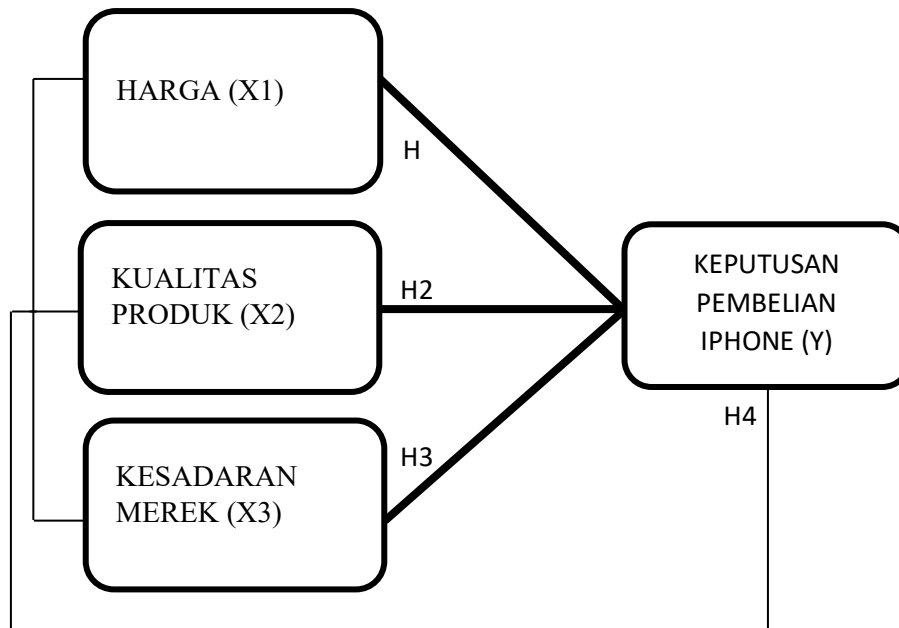 HARGA (X1)
H
KUALITAS
PRODUK (X2)
H2
KEPUTUSAN
PEMBELIAN
IPHONE (Y)
H4
KESADARAN
MEREK (X3)
H3